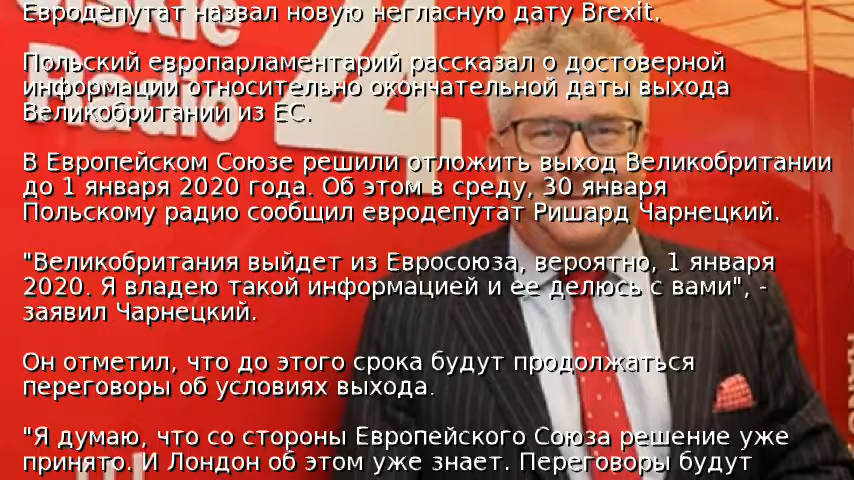 Евродепутат назвал новую негласную дату Brexit.
Польский европарламентарий рассказал о достоверной
информации относительно окончательной даты выхода
Великобритании из ЕС.
В Европейском Союзе решили отложить выход Великобритании
до 1 января 2020 года. Об этом в среду, 30 января
Польскому радио сообщил евродепутат Ришард Чарнецкий.
"Великобритания выйдет из Евросоюза, вероятно, 1 января
2020. Я владею такой информацией и ее делюсь с вами", -
заявил Чарнецкий.
Он отметил, что до этого срока будут продолжаться
переговоры об условиях выхода.
"Я думаю, что со стороны Европейского Союза решение уже
принято. И Лондон об этом уже знает. Переговоры будут
Radio
4.